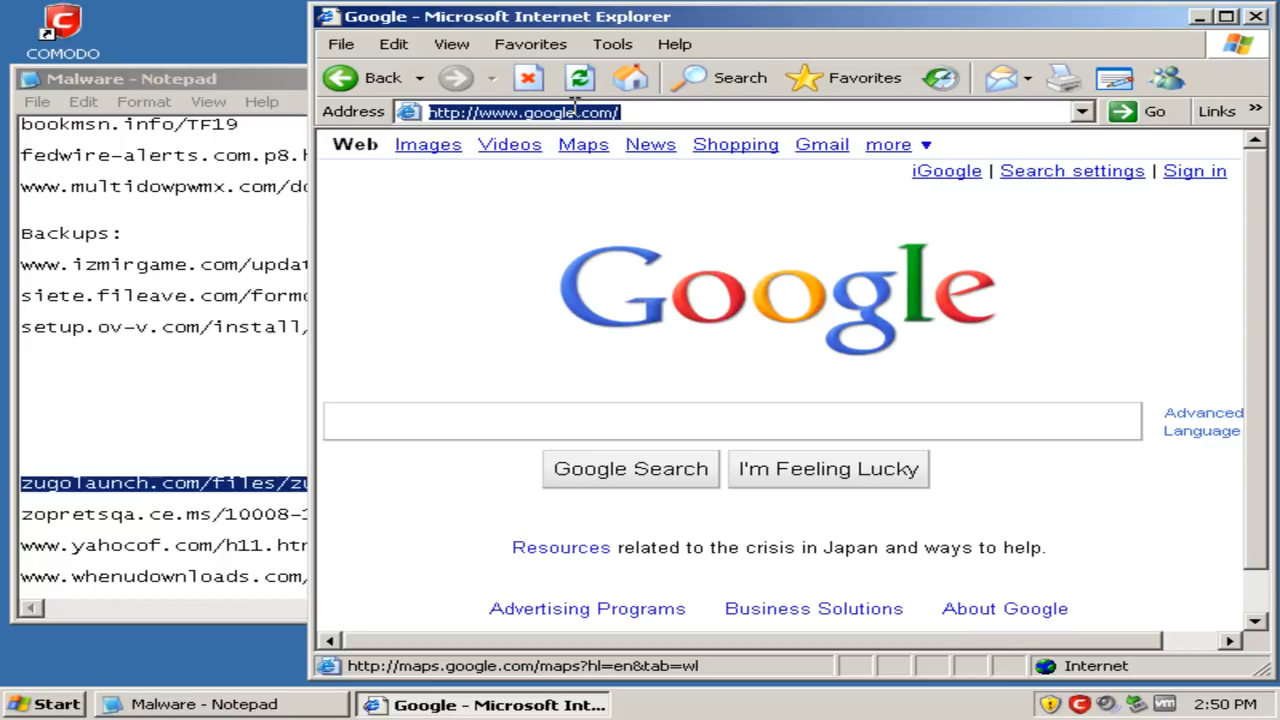 COMODO
Malware - Notepad
File Edit Format View Help
bookmsn.info/TF19
fedwire-alerts.com.p8.
www.multidowpwmx.com/do
Backups:
www.izmirgame.com/updat
siete.fileave.com/formo
setup.ov-v.com/install/
zugolaunch.com/files/zu
zopretsqa.ce.ms/10008-1
www.yahocof.com/h11.htm
www.whenudownloads.com/
Google - Microsoft Internet Explorer
File Edit View Favorites Tools Help
Back Search Favorites
Address http://www.google.com/ Go Links »
Web Images Videos Maps News Shopping Gmail more ▼
iGoogle | Search settings | Sign in
Google
Advanced
Language
Google Search I'm Feeling Lucky
Resources related to the crisis in Japan and ways to help.
Advertising Programs Business Solutions About Google
http://maps.google.com/maps?hl=en&tab=wl Internet
Start Malware - Notepad Google - Microsoft Int... 2:50 PM